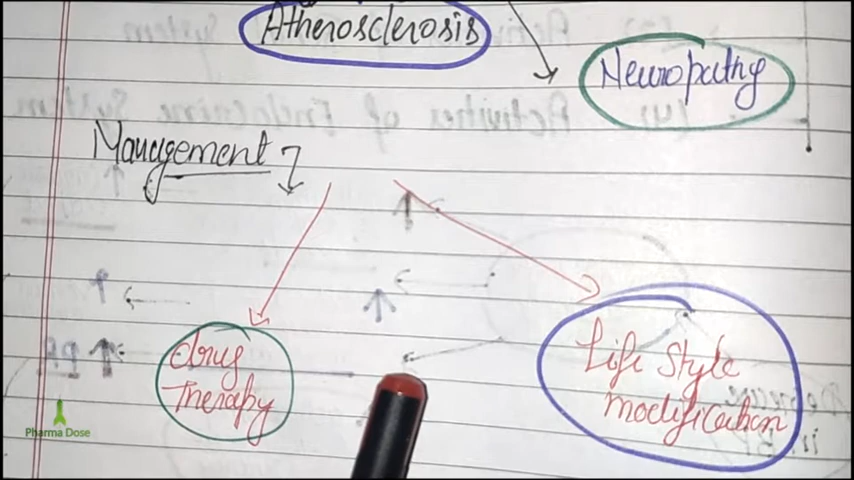 Atherosclerosis
Neuropathy
Management
drug
Therapy
Life Style
modification
Pharma Dose